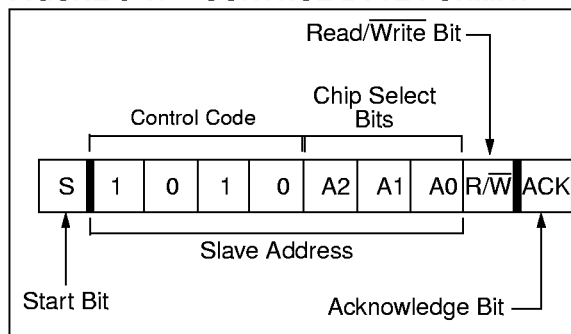 Read/Write Bit
Chip Select
Bits
Control Code
S 1 0 1 0 A2 A1 A0 R/W ACK
Slave Address
Start Bit
Acknowledge Bit